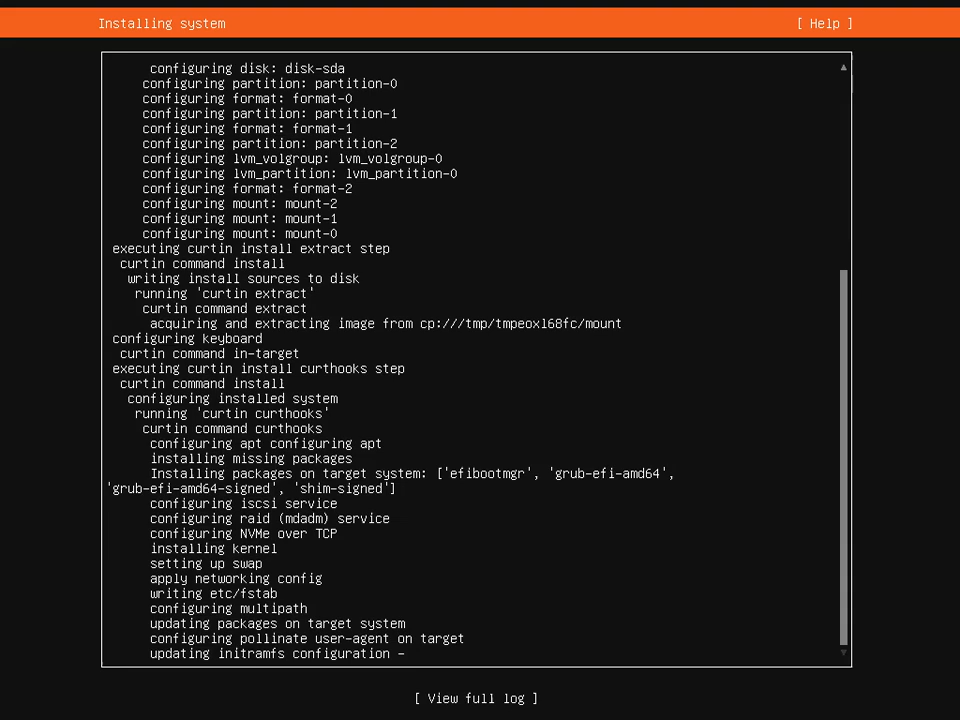 Installing system
[ Help ]
configuring disk: disk-sda
configuring partition: partition-0
configuring format: format-0
configuring partition: partition-1
configuring format: format-1
configuring partition: partition-2
configuring lvm_volgroup: lvm_volgroup-0
configuring lvm_partition: lvm_partition-0
configuring format: format-2
configuring mount: mount-2
configuring mount: mount-1
configuring mount: mount-0
executing curtin install extract step
curtin command install
writing install sources to disk
running 'curtin extract'
curtin command extract
acquiring and extracting image from cp:///tmp/tmpeox168fc/mount
configuring keyboard
curtin command in-target
executing curtin install curthooks step
curtin command install
configuring installed system
running 'curtin curthooks'
curtin command curthooks
configuring apt configuring apt
installing missing packages
Installing packages on target system: ['efibootmgr', 'grub-efi-amd64',
'grub-efi-amd64-signed', 'shim-signed']
configuring iscsi service
configuring raid (mdadm) service
configuring NVMe over TCP
installing kernel
setting up swap
apply networking config
writing etc/fstab
configuring multipath
updating packages on target system
configuring pollinate user-agent on target
updating initramfs configuration -
[ View full log ]